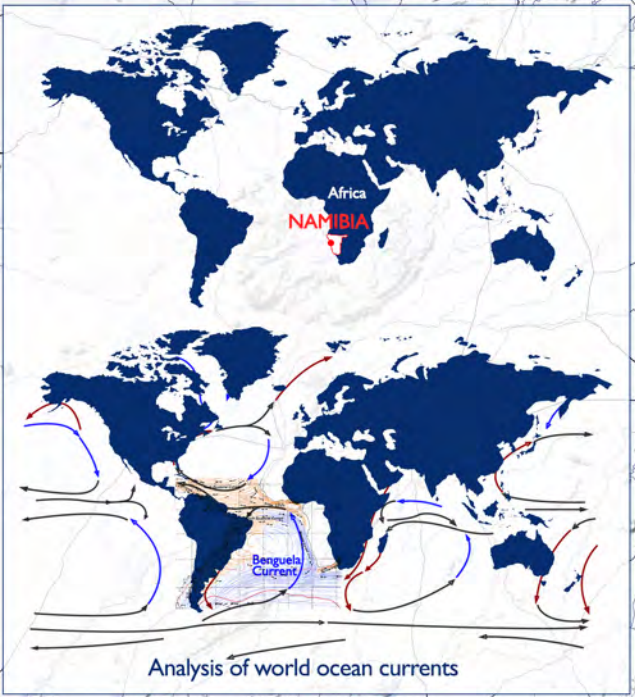 Africa
NAMIBIA
Benguela
Current
Analysis of world ocean currents